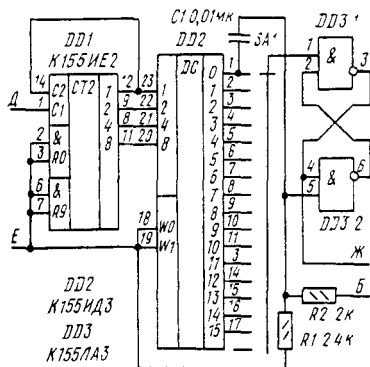 C1 0,01мк
DD1
К155ИЕ2
DD2
SA1
DD3 1
14 C2 CT2 1 12 23 1 DC 0 1
Д 1 C1 2 9 22 2 1 2
2 & 4 8 21 4 2 3
3 R0 8 11 20 8 3 4
4 5
5 6
6 & 6 7
7 R9 7 8
8 9
9 10
18 W0 10 11
E 19 W1 11 3
12 14
13 15
14 16
15 17
1 & 3
2
4 & 6
5
DD3 2
Ж
Б
R2 2к
R1 24к
DD2
К155ИД3
DD3
К155ЛА3